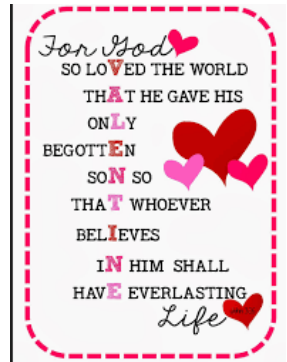 For God
SO LOVED THE WORLD
THAT HE GAVE HIS
ONLY
BEGOTTEN
SON SO
THAT WHOEVER
BELIEVES
IN HIM SHALL
HAVE EVERLASTING
Life